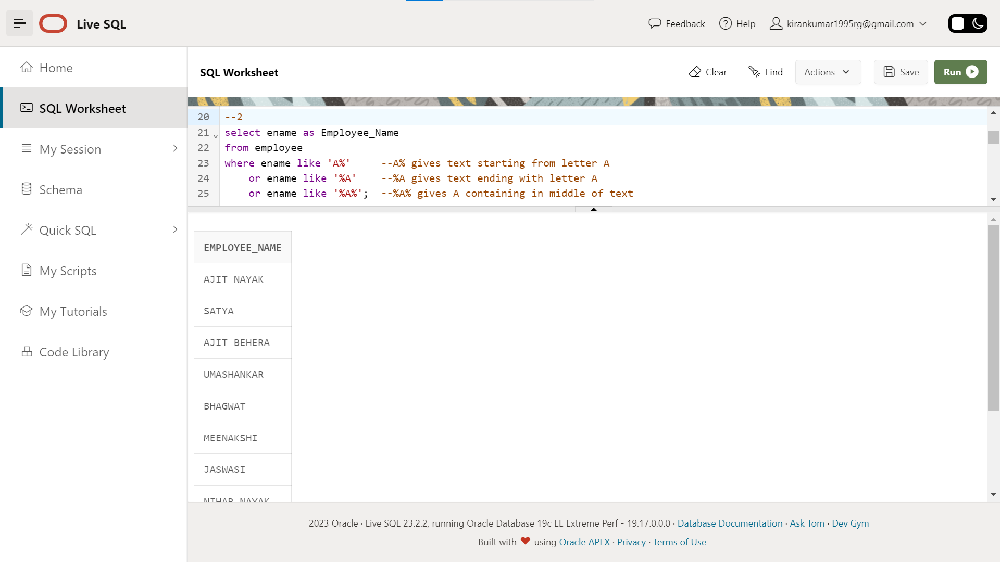 Live SQL
Feedback
Help
kirankumar1995rg@gmail.com
Home
SQL Worksheet
My Session
Schema
Quick SQL
My Scripts
My Tutorials
Code Library
SQL Worksheet
Clear
Find
Actions
Save
Run
20 --2
21 select ename as Employee_Name
22 from employee
23 where ename like 'A%'     --A% gives text starting from letter A
24     or ename like '%A'    --%A gives text ending with letter A
25     or ename like '%A%';  --%A% gives A containing in middle of text
EMPLOYEE_NAME
AJIT NAYAK
SATYA
AJIT BEHERA
UMASHANKAR
BHAGWAT
MEENAKSHI
JASWASI
NIHAR NAYAK
2023 Oracle · Live SQL 23.2.2, running Oracle Database 19c EE Extreme Perf - 19.17.0.0.0 · Database Documentation · Ask Tom · Dev Gym
Built with ❤ using Oracle APEX · Privacy · Terms of Use